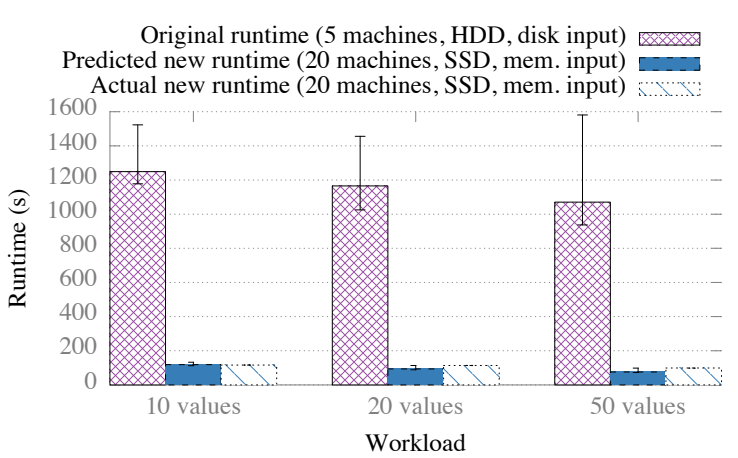 Original runtime (5 machines, HDD, disk input)
Predicted new runtime (20 machines, SSD, mem. input)
Actual new runtime (20 machines, SSD, mem. input)
1600
1400
1200
1000
800
600
400
200
0
Runtime (s)
10 values
20 values
50 values
Workload